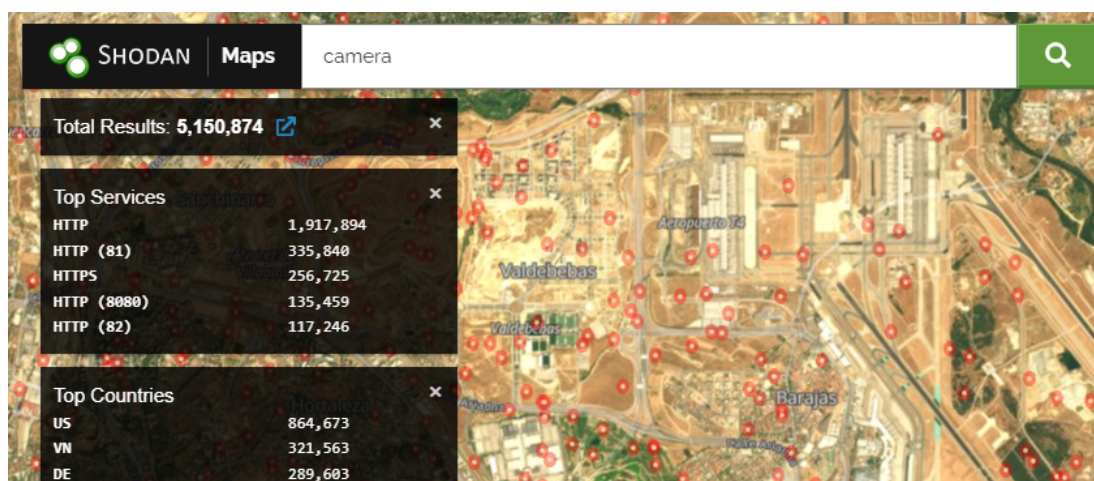 SHODAN Maps camera
Total Results: 5,150,874
Top Services
HTTP 1,917,894
HTTP (81) 335,840
HTTPS 256,725
HTTP (8080) 135,459
HTTP (82) 117,246
Top Countries
US 864,673
VN 321,563
DE 289,603
Aeropuerto T4
Valdebebas
Valdebebas
Barajas
Hortaleza